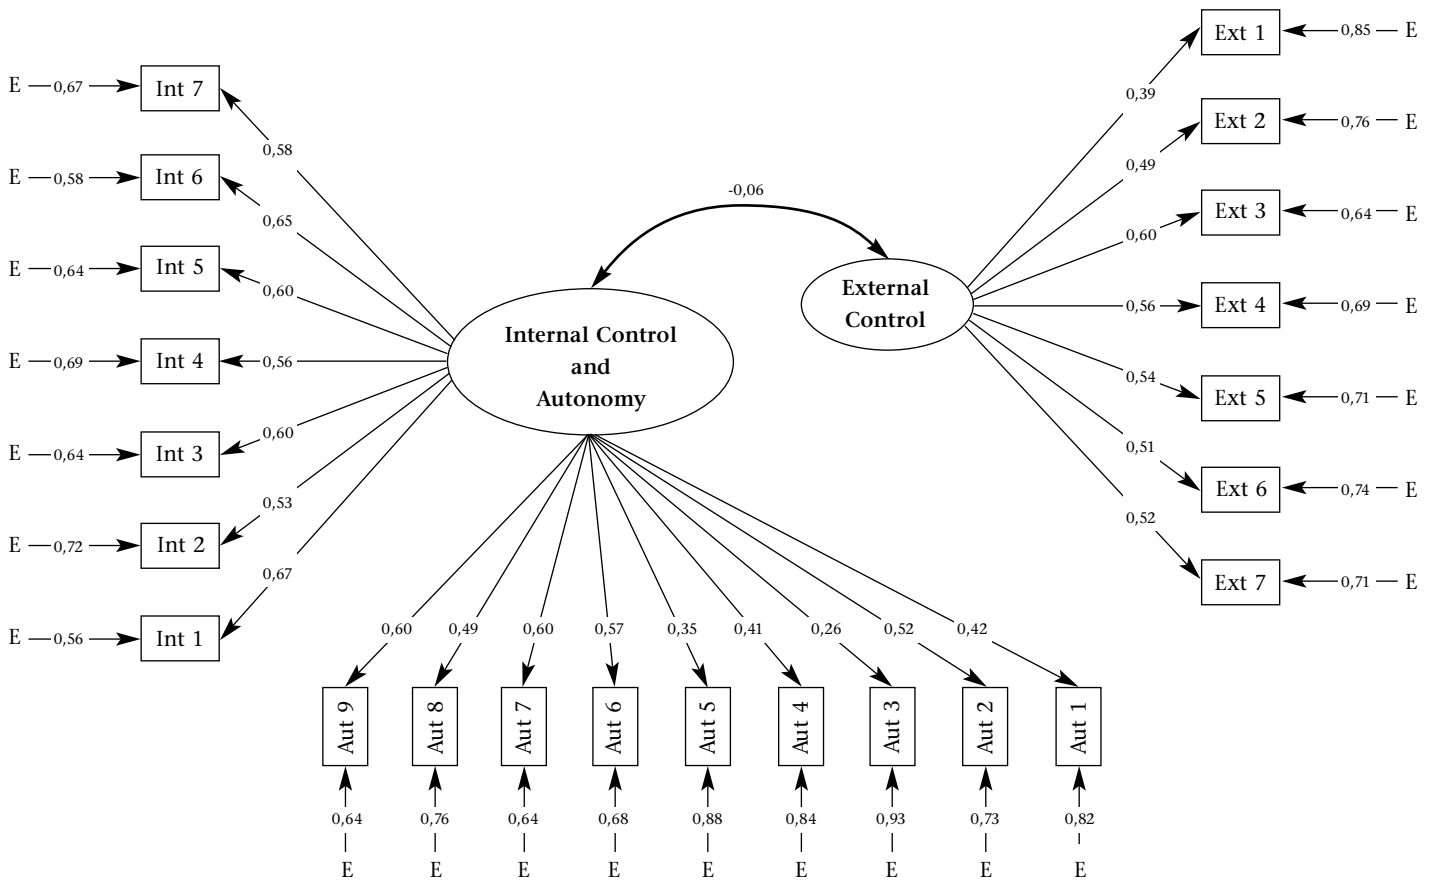 Ext 1
0,85
E
E
0,67
Int 7
0,39
Ext 2
0,76
E
0,58
0,49
E
0,58
Int 6
-0,06
Ext 3
0,64
E
0,65
0,60
E
0,64
Int 5
0,60
External
Control
0,56
Ext 4
0,69
E
Internal Control
and
Autonomy
E
0,69
Int 4
0,56
0,54
Ext 5
0,71
E
0,60
E
0,64
Int 3
0,51
Ext 6
0,74
E
0,53
0,52
E
0,72
Int 2
0,67
Ext 7
0,71
E
E
0,56
Int 1
0,60
0,49
0,60
0,57
0,35
0,41
0,26
0,52
0,42
Aut 9
Aut 8
Aut 7
Aut 6
Aut 5
Aut 4
Aut 3
Aut 2
Aut 1
0,64
0,76
0,64
0,68
0,88
0,84
0,93
0,73
0,82
E
E
E
E
E
E
E
E
E